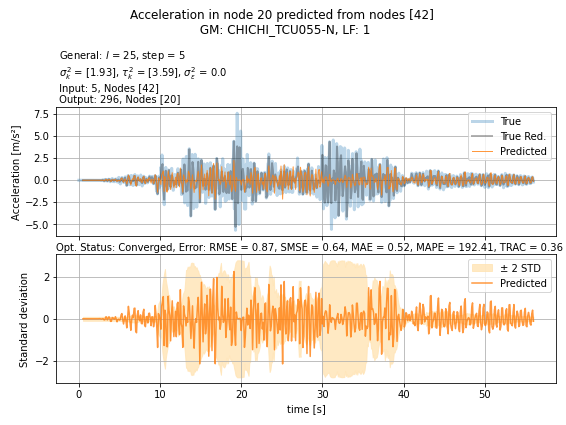 Acceleration in node 20 predicted from nodes [42]
GM: CHICHI_TCU055-N, LF: 1
General: l = 25, step = 5
σ²ₖ = [1.93], τ²ₖ = [3.59], σ²ε = 0.0
Input: 5, Nodes [42]
Output: 296, Nodes [20]
Acceleration [m/s²]
7.5
5.0
2.5
0.0
−2.5
−5.0
True
True Red.
Predicted
Opt. Status: Converged, Error: RMSE = 0.87, SMSE = 0.64, MAE = 0.52, MAPE = 192.41, TRAC = 0.36
Standard deviation
2
0
−2
± 2 STD
Predicted
0 10 20 30 40 50
time [s]